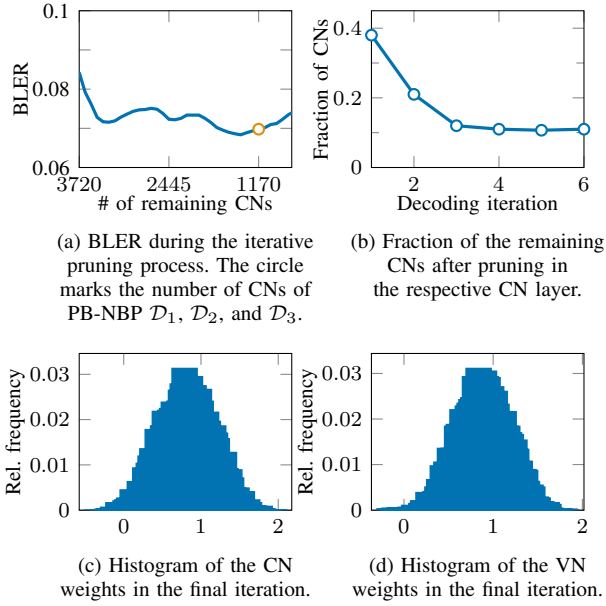 0.1
0.08
0.06
BLER
3720
2445
1170
# of remaining CNs
0.4
0.2
0
Fraction of CNs
2
4
6
Decoding iteration
(a) BLER during the iterative
pruning process. The circle
marks the number of CNs of
PB-NBP 𝒟₁, 𝒟₂, and 𝒟₃.
(b) Fraction of the remaining
CNs after pruning in
the respective CN layer.
0.03
0.02
0.01
0
Rel. frequency
0
1
2
0.03
0.02
0.01
0
Rel. frequency
0
1
2
(c) Histogram of the CN
weights in the final iteration.
(d) Histogram of the VN
weights in the final iteration.